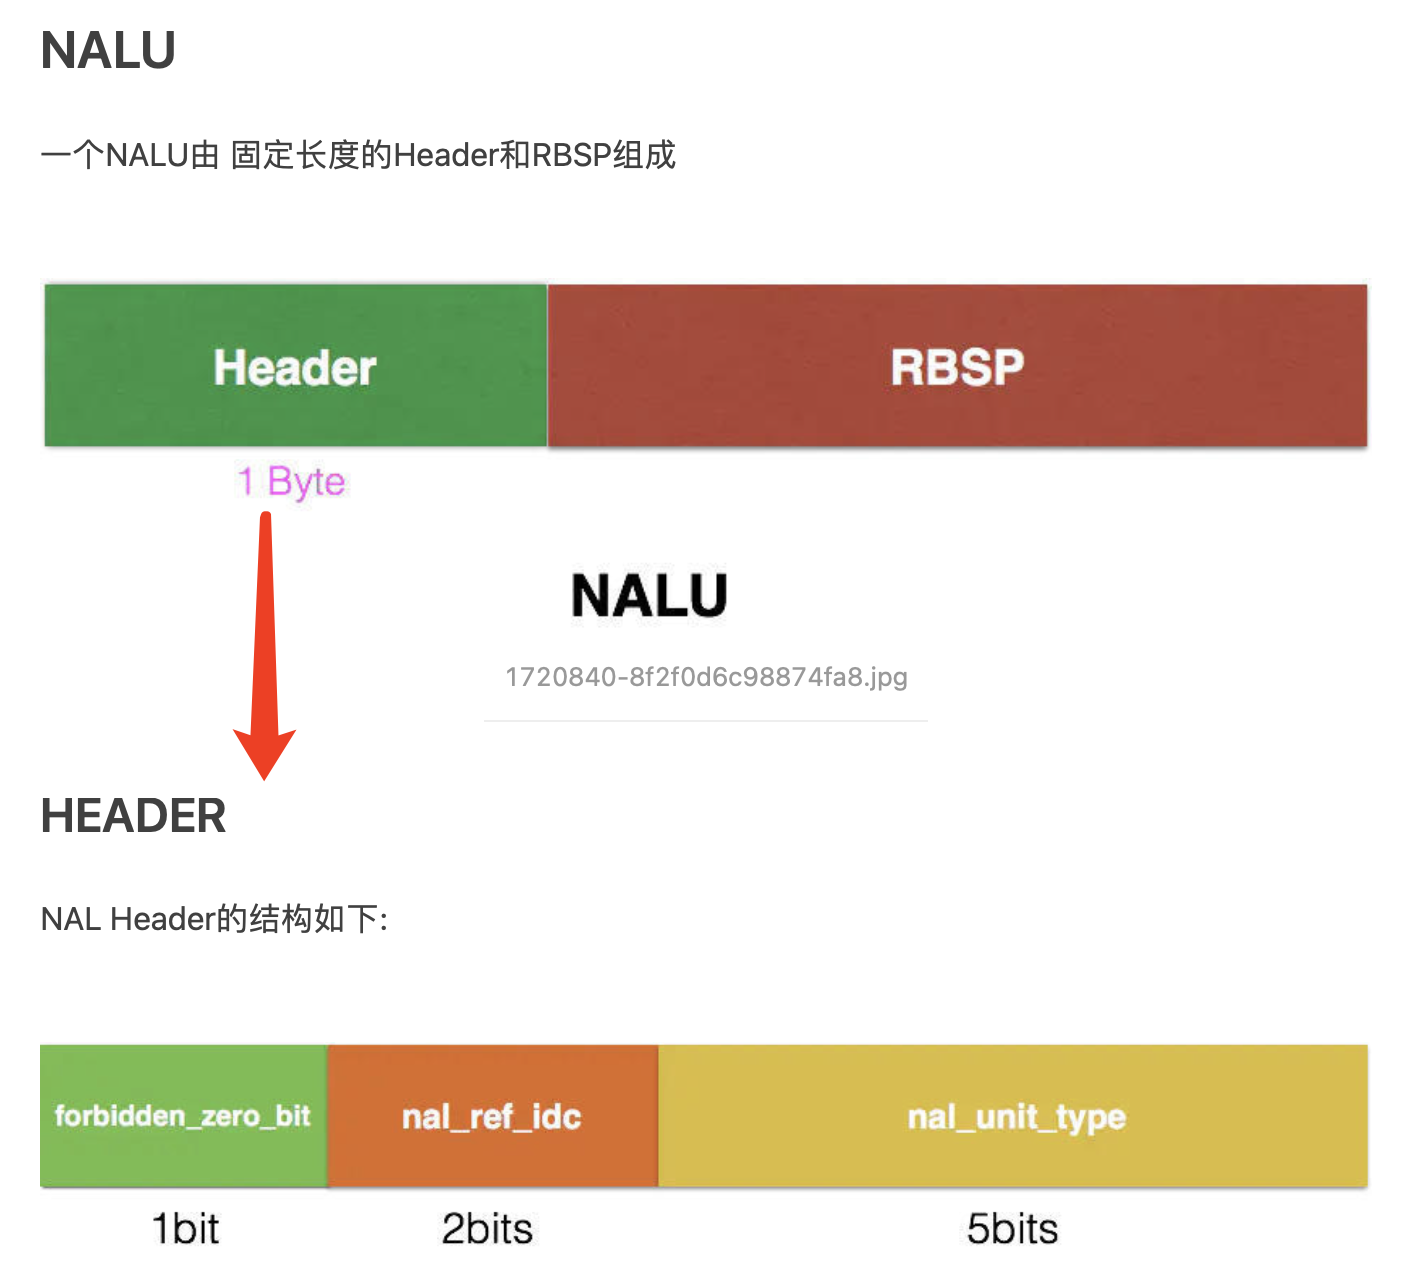 NALU
一个NALU由 固定长度的Header和RBSP组成
Header RBSP
1 Byte
NALU
1720840-8f2f0d6c98874fa8.jpg
HEADER
NAL Header的结构如下:
forbidden_zero_bit nal_ref_idc nal_unit_type
1bit 2bits 5bits